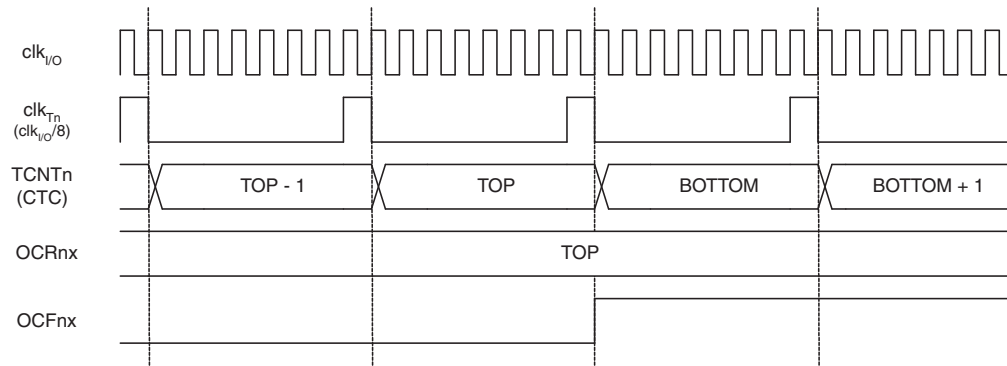 clkI/O
clkTn
(clkI/O/8)
TCNTn
(CTC)
TOP - 1
TOP
BOTTOM
BOTTOM + 1
OCRnx
TOP
OCFnx